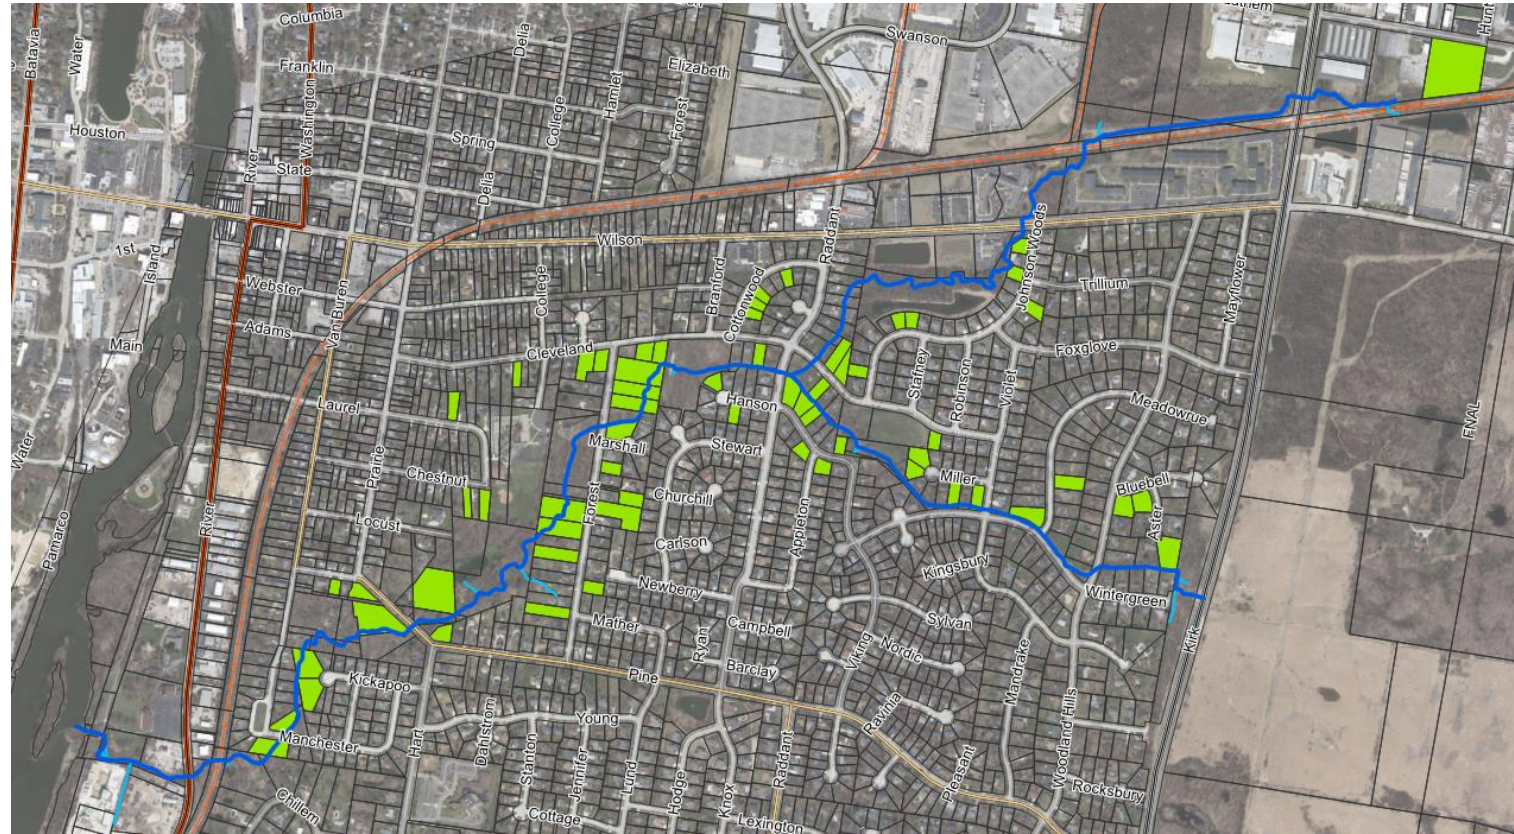 Columbia
Batavia
Water
Delia
Swanson
Hunt
Franklin
Washington
Hamlet
Elizabeth
College
Forest
Houston
Spring
State
River
Delia
Wilson
Raddant
Johnson Woods
1st
Island
Webster
Van Buren
College
Branford
Cottonwood
Trillium
Mayflower
Adams
Main
Cleveland
Foxglove
Stafney
Robinson
Violet
Laurel
Hanson
Meadowrue
FNAL
Water
Marshall
Stewart
Prairie
Chestnut
Miller
Bluebell
Churchill
River
Locust
Forest
Appleton
Aster
Pamarco
Carlson
Kingsbury
Newberry
Wintergreen
Mather
Campbell
Sylvan
Kirk
Ryan
Viking
Nordic
Barclay
Mandrake
Pine
Kickapoo
Ravinia
Woodland Hills
Young
Manchester
Hart
Dahlstrom
Stanton
Jennifer
Lund
Hodge
Knox
Raddant
Pleasant
Rocksbury
Chillem
Cottage
Lexington